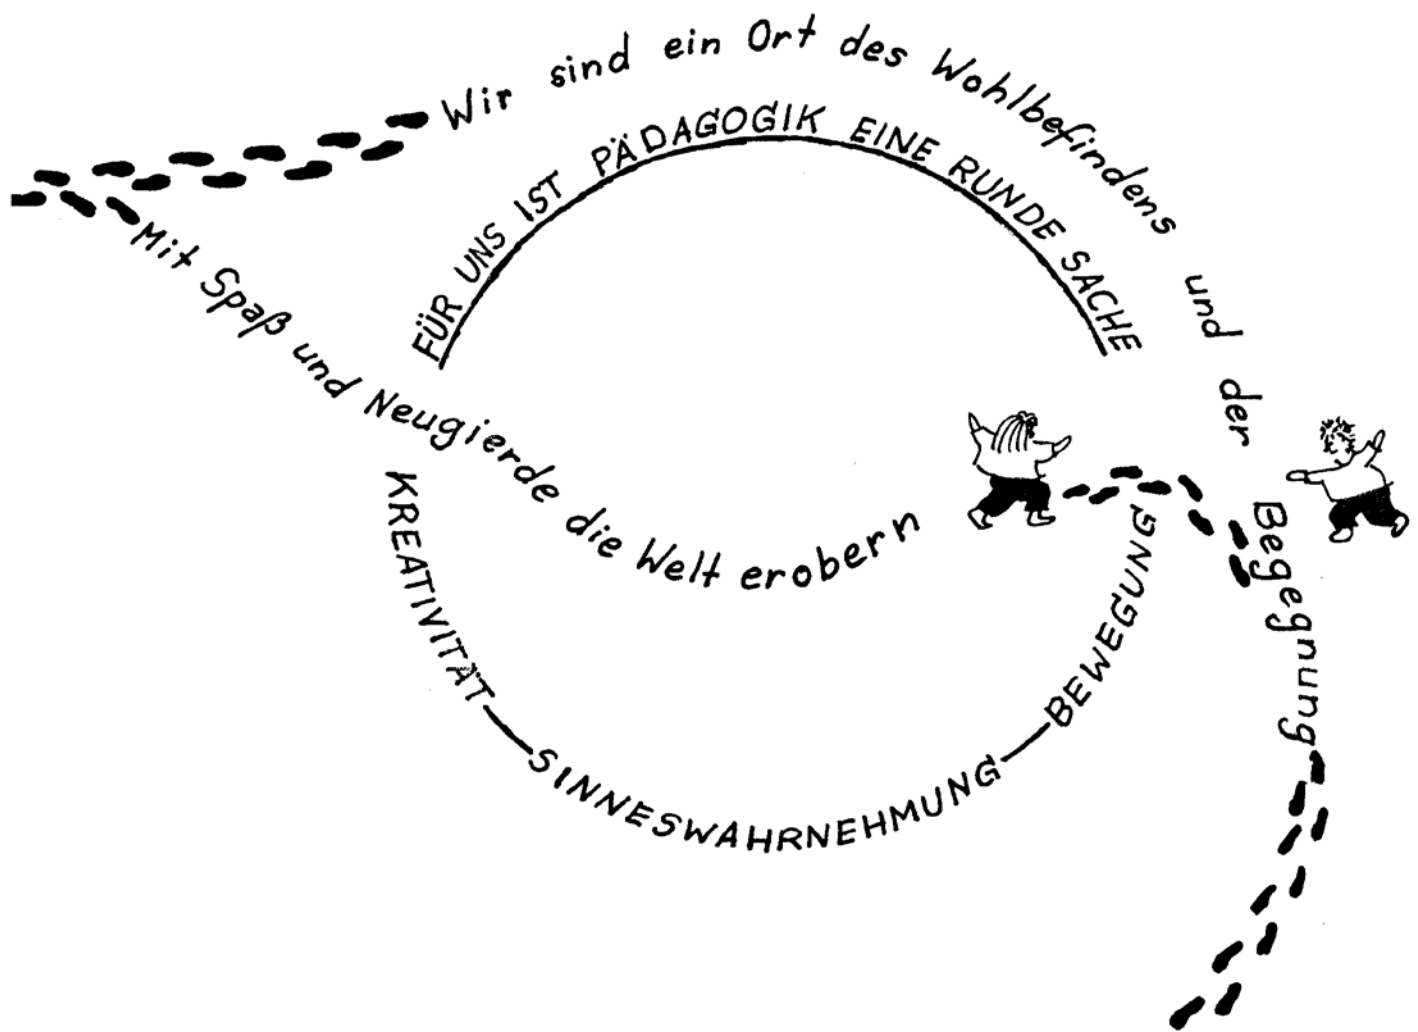 Wir sind ein Ort des Wohlbefindens und der Begegnung
FÜR UNS IST PÄDAGOGIK EINE RUNDE SACHE
Mit Spaß und Neugierde die Welt erobern
KREATIVITÄT—SINNESWAHRNEHMUNG—BEWEGUNG